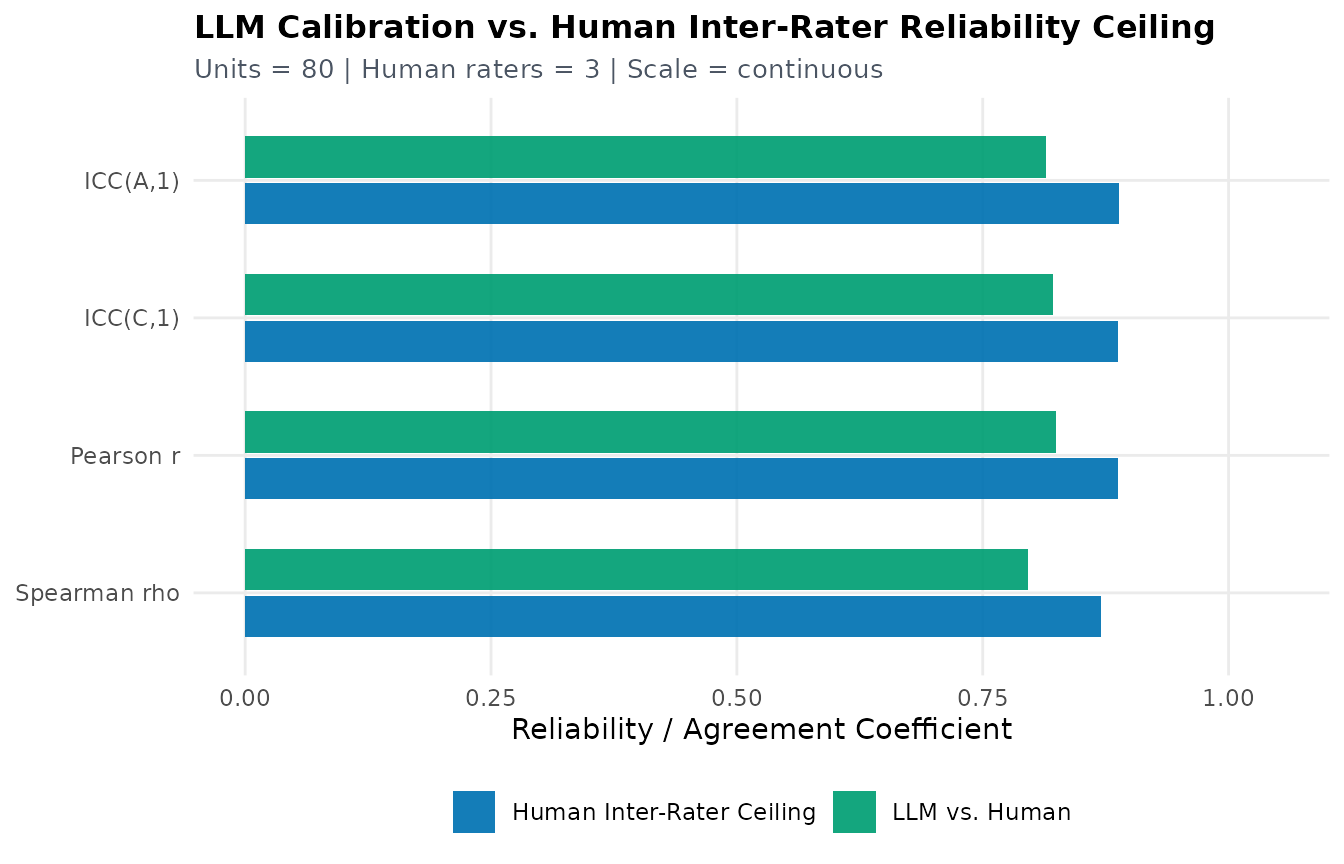 LLM Calibration vs. Human Inter-Rater Reliability Ceiling
Units = 80 | Human raters = 3 | Scale = continuous
ICC(A,1)
ICC(C,1)
Pearson r
Spearman rho
0.00 0.25 0.50 0.75 1.00
Reliability / Agreement Coefficient
Human Inter-Rater Ceiling LLM vs. Human